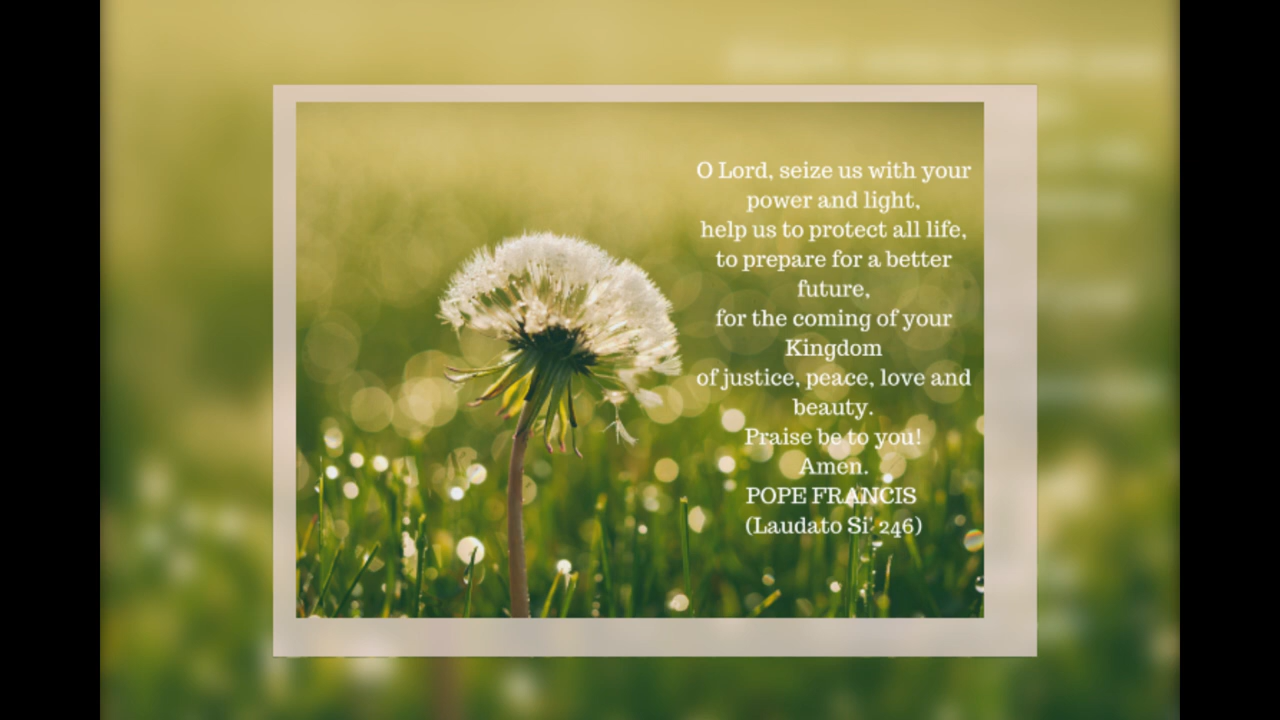 O Lord, seize us with your
power and light,
help us to protect all life,
to prepare for a better
future,
for the coming of your
Kingdom
of justice, peace, love and
beauty.
Praise be to you!
Amen.
POPE FRANCIS
(Laudato Si' 246)